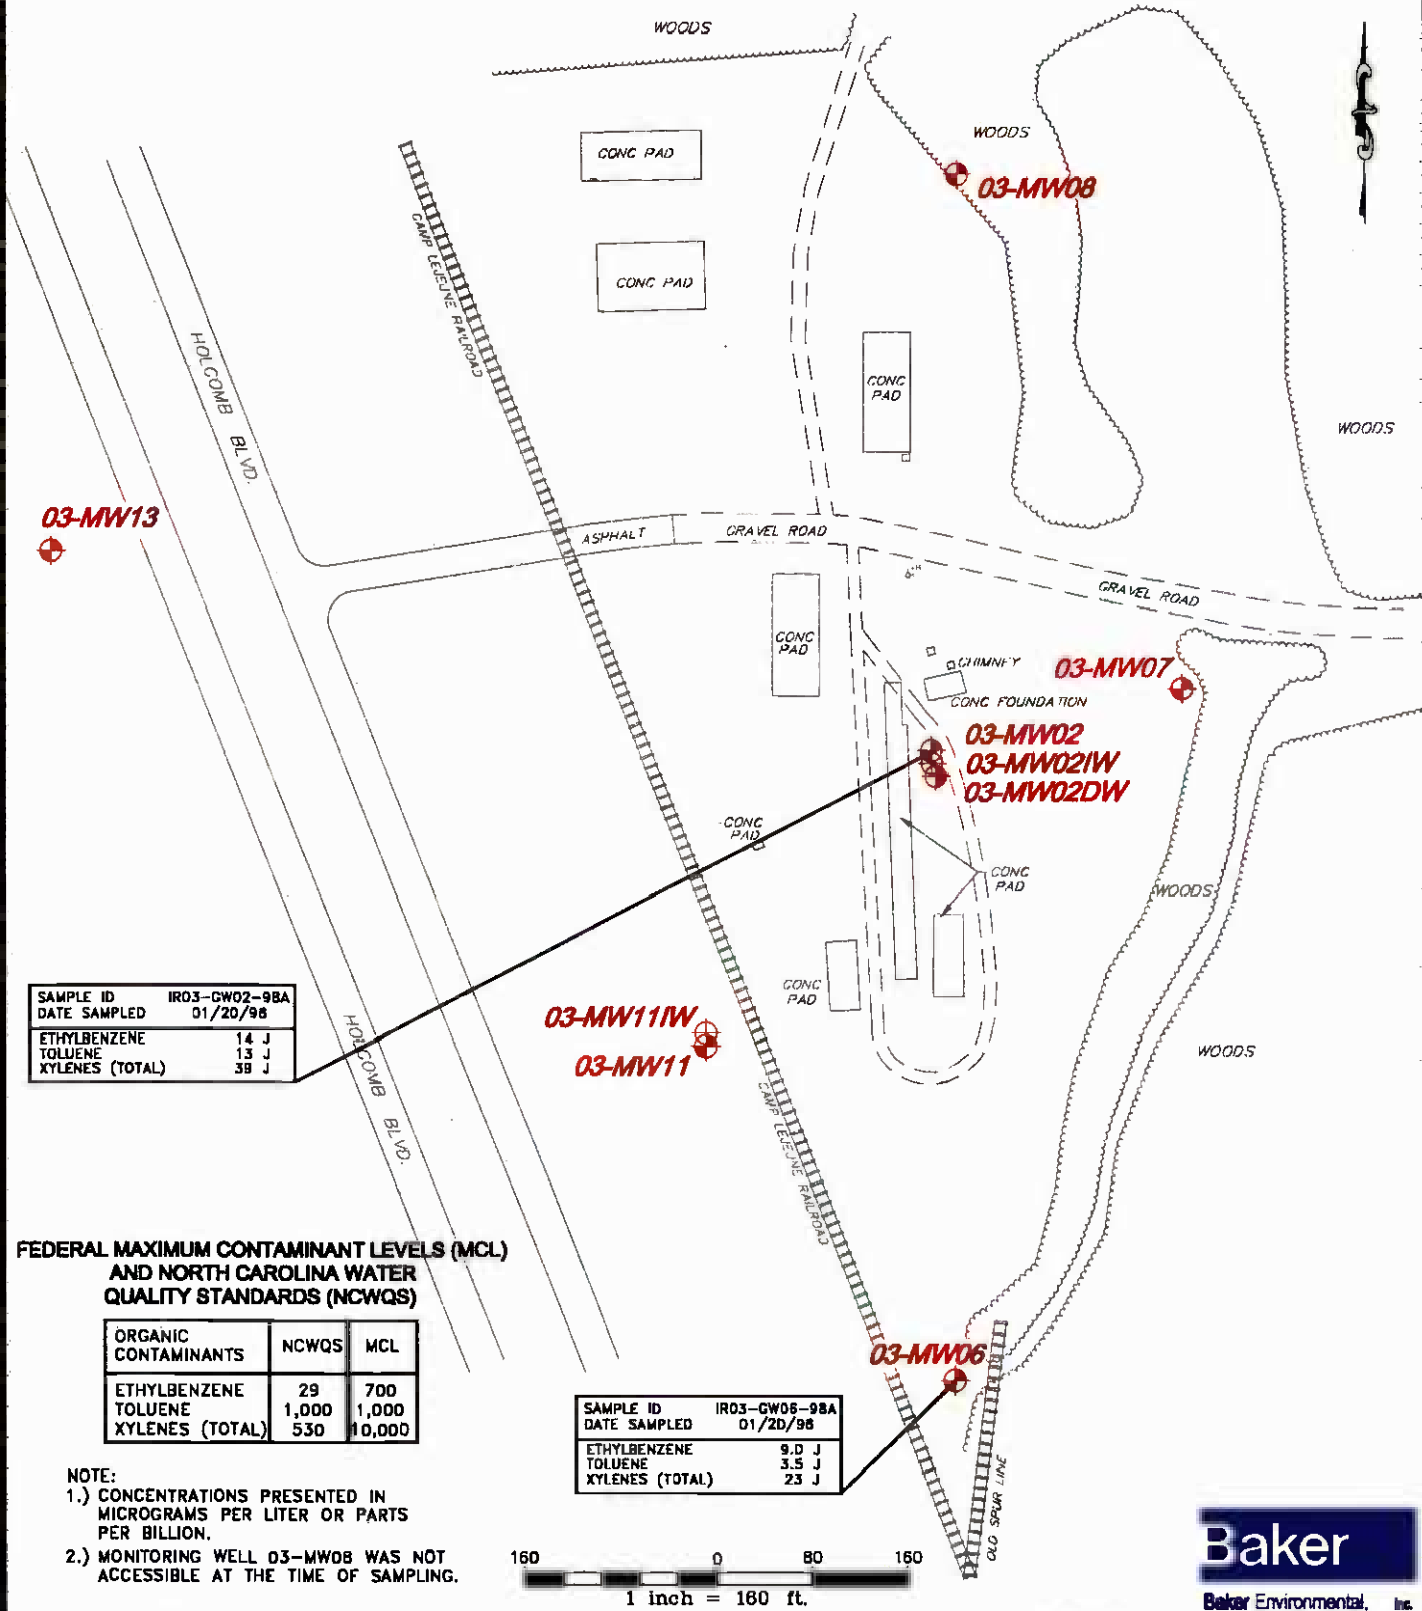 WOODS
CONC PAD
WOODS
03-MW08
CAMP LEJEUNE RAILROAD
CONC PAD
HOLCOMB BLVD.
CONC
PAD
WOODS
03-MW13
ASPHALT
GRAVEL ROAD
GRAVEL ROAD
CONC
PAD
CHIMNEY
03-MW07
CONC FOUNDATION
03-MW02
03-MW02IW
03-MW02DW
CONC
PAD
CONC
PAD
WOODS
CONC
PAD
SAMPLE ID IR03-GW02-98A
DATE SAMPLED 01/20/98
ETHYLBENZENE 14 J
TOLUENE 13 J
XYLENES (TOTAL) 39 J
HOLCOMB BLVD.
03-MW11IW
03-MW11
WOODS
CAMP LEJEUNE RAILROAD
FEDERAL MAXIMUM CONTAMINANT LEVELS (MCL)
AND NORTH CAROLINA WATER
QUALITY STANDARDS (NCWQS)
ORGANIC
CONTAMINANTS NCWQS MCL
ETHYLBENZENE 29 700
TOLUENE 1,000 1,000
XYLENES (TOTAL) 530 10,000
03-MW06
SAMPLE ID IR03-GW06-98A
DATE SAMPLED 01/20/98
ETHYLBENZENE 9.0 J
TOLUENE 3.5 J
XYLENES (TOTAL) 23 J
OLD SPUR LINE
NOTE:
1.) CONCENTRATIONS PRESENTED IN
MICROGRAMS PER LITER OR PARTS
PER BILLION.
2.) MONITORING WELL 03-MW08 WAS NOT
ACCESSIBLE AT THE TIME OF SAMPLING.
160 0 80 160
1 inch = 160 ft.
Baker
Baker Environmental, Inc.